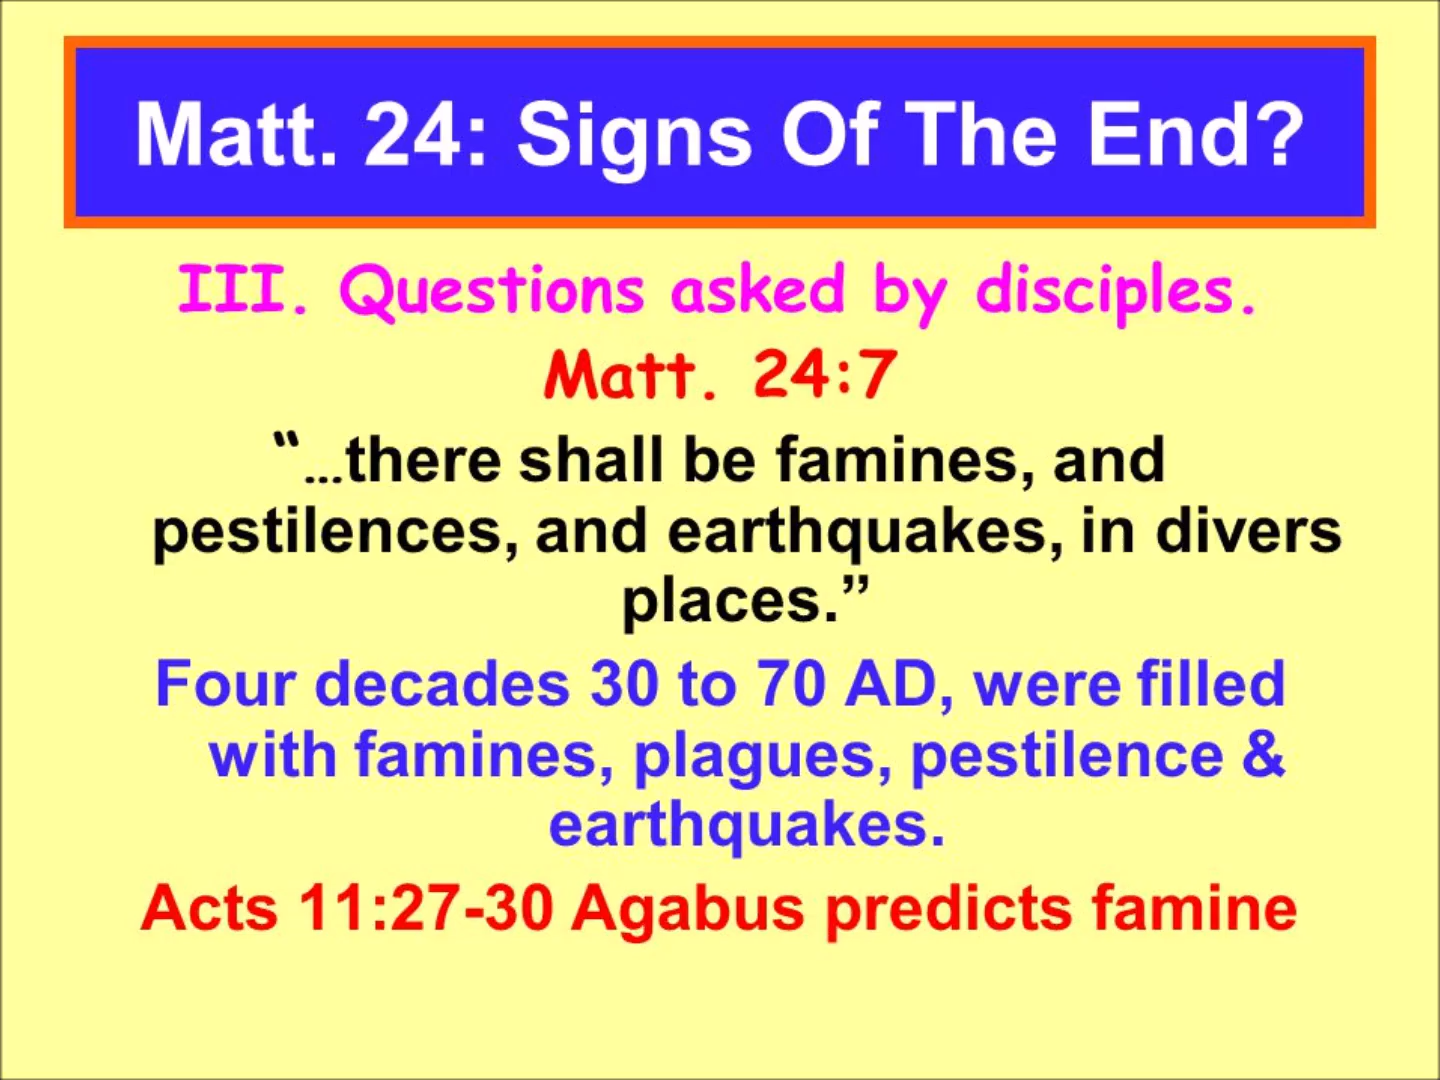 Matt. 24: Signs Of The End?
III. Questions asked by disciples.
Matt. 24:7
“…there shall be famines, and
pestilences, and earthquakes, in divers
places.”
Four decades 30 to 70 AD, were filled
with famines, plagues, pestilence &
earthquakes.
Acts 11:27-30 Agabus predicts famine